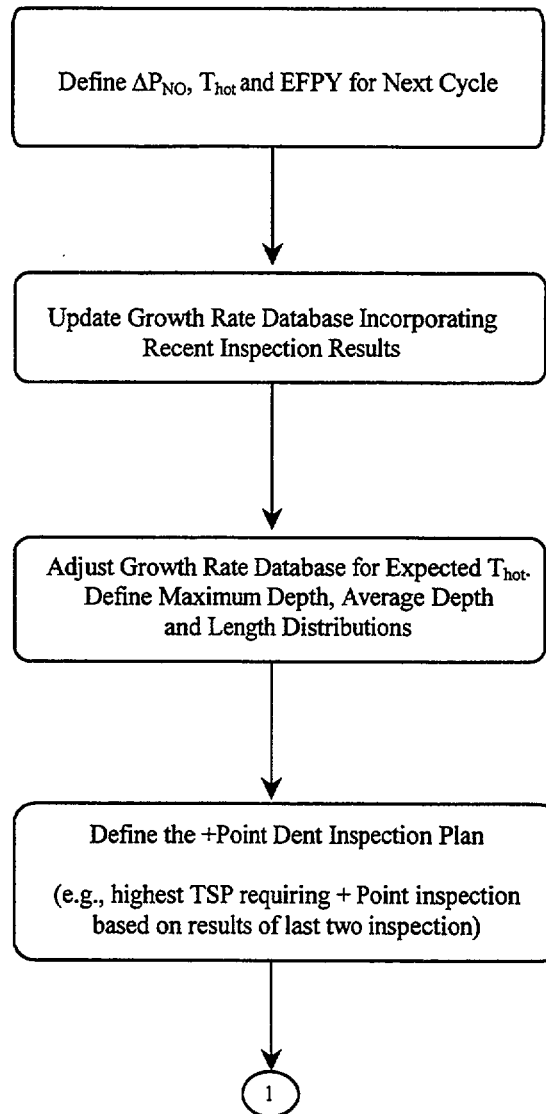 Define ΔP_NO, T_hot and EFPY for Next Cycle
Update Growth Rate Database Incorporating
Recent Inspection Results
Adjust Growth Rate Database for Expected T_hot.
Define Maximum Depth, Average Depth
and Length Distributions
Define the +Point Dent Inspection Plan
(e.g., highest TSP requiring + Point inspection
based on results of last two inspection)
1